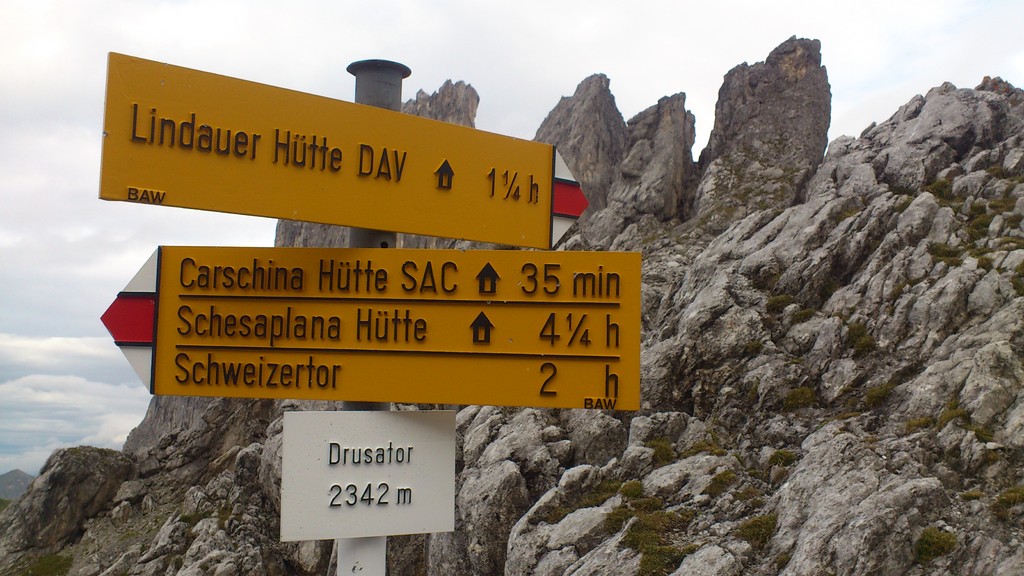 Lindauer Hütte DAV 1¼ h
BAW
Carschina Hütte SAC 35 min
Schesaplana Hütte 4¼ h
Schweizertor 2 h
BAW
Drusator
2342 m